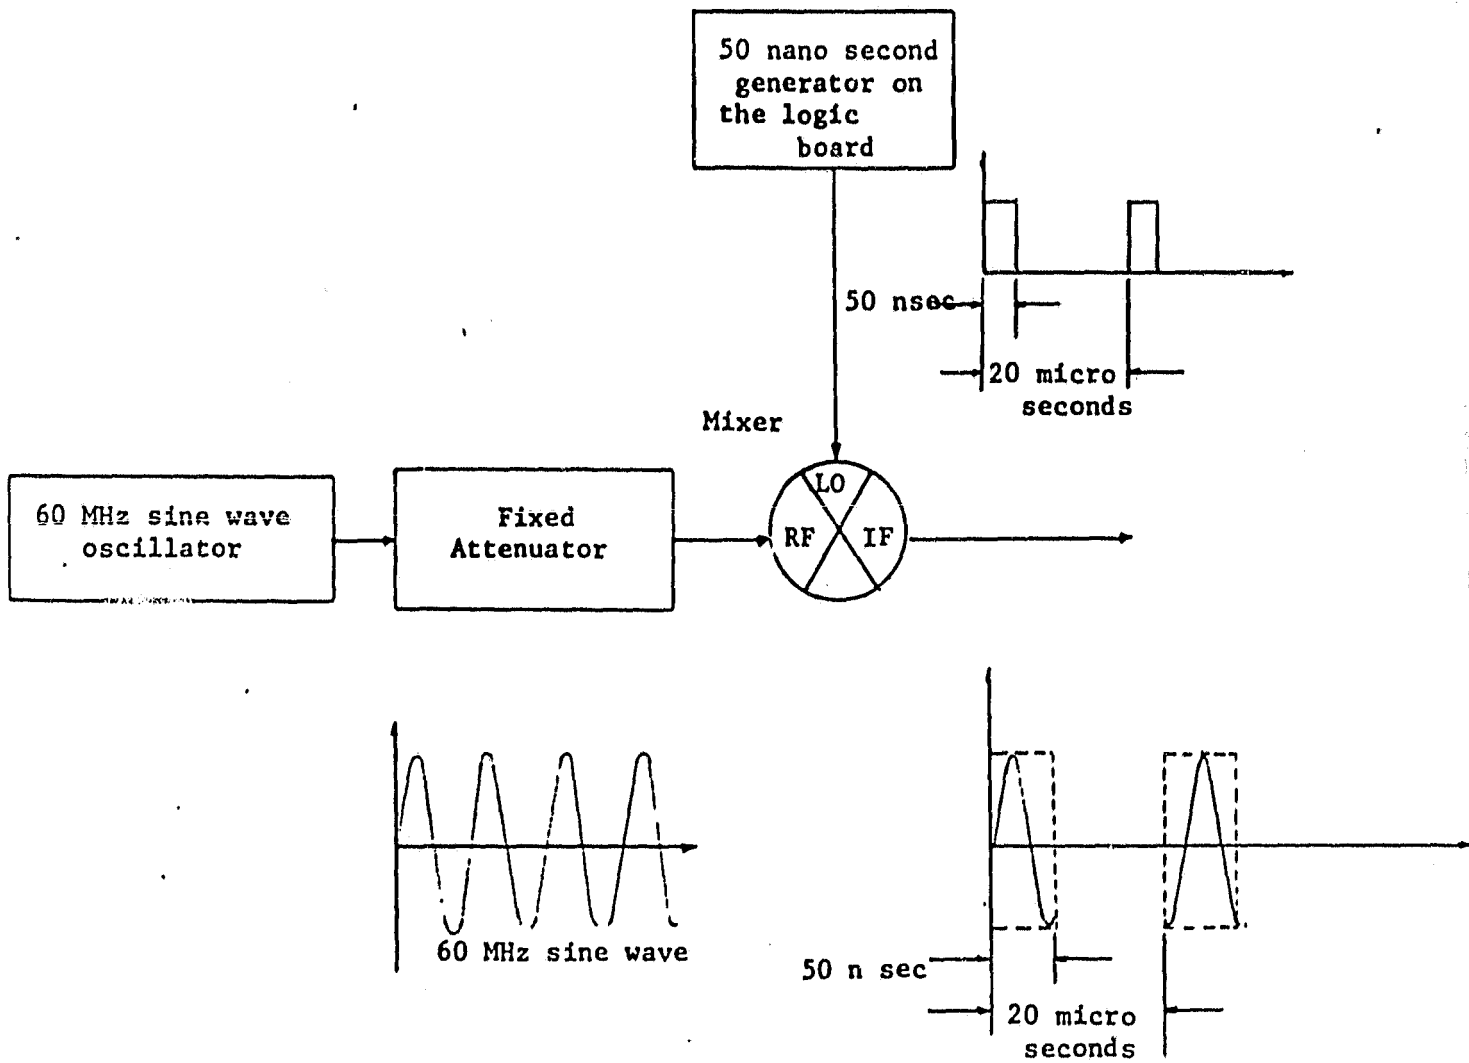 50 nano second
generator on
the logic
board
50 nsec
20 micro
seconds
Mixer
LO
RF
IF
60 MHz sine wave
oscillator
Fixed
Attenuator
60 MHz sine wave
50 n sec
20 micro
seconds